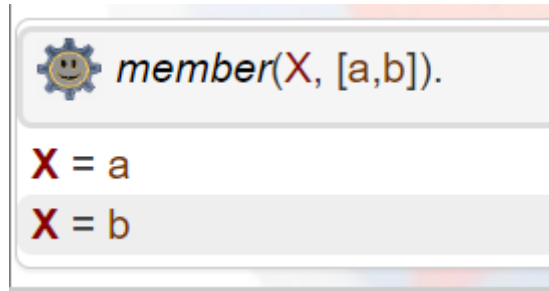 member(X, [a,b]).
X = a
X = b